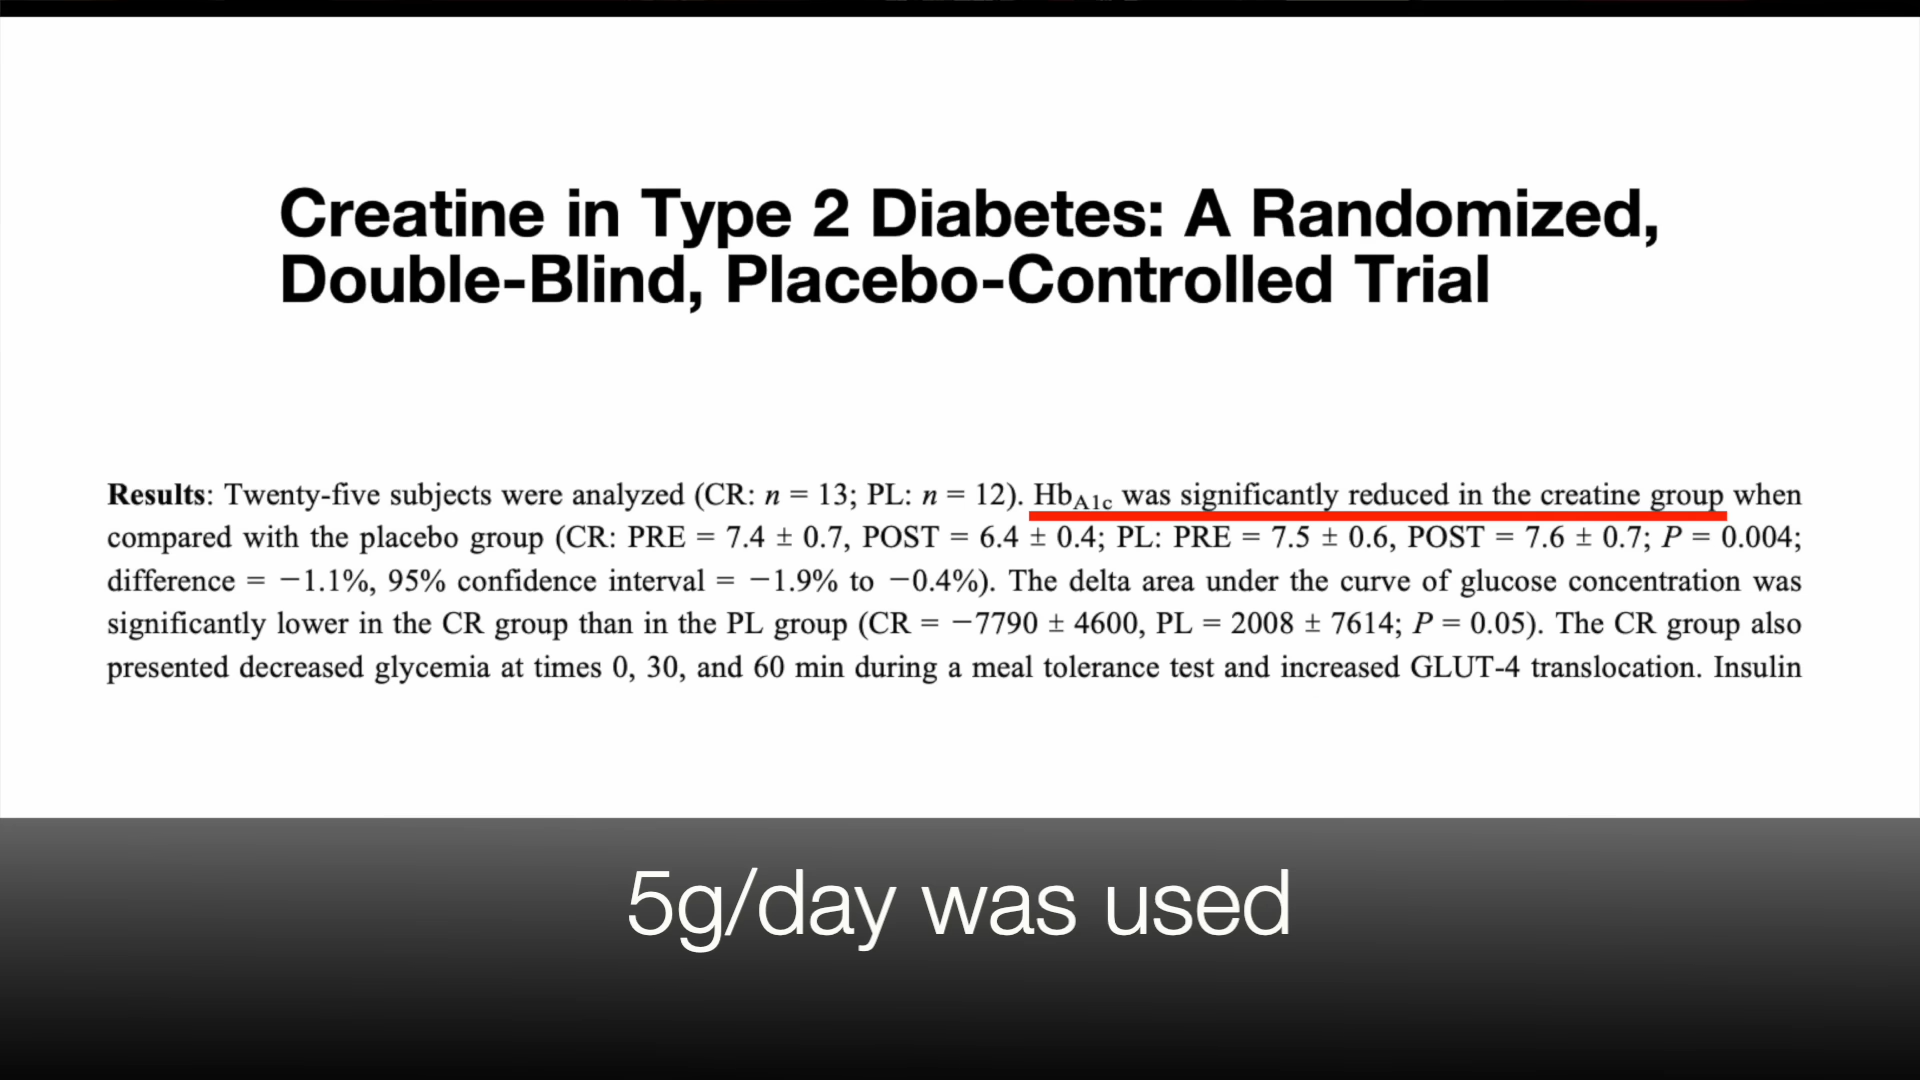 Creatine in Type 2 Diabetes: A Randomized,
Double-Blind, Placebo-Controlled Trial
Results: Twenty-five subjects were analyzed (CR: n = 13; PL: n = 12). HbA1c was significantly reduced in the creatine group when
compared with the placebo group (CR: PRE = 7.4 ± 0.7, POST = 6.4 ± 0.4; PL: PRE = 7.5 ± 0.6, POST = 7.6 ± 0.7; P = 0.004;
difference = −1.1%, 95% confidence interval = −1.9% to −0.4%). The delta area under the curve of glucose concentration was
significantly lower in the CR group than in the PL group (CR = −7790 ± 4600, PL = 2008 ± 7614; P = 0.05). The CR group also
presented decreased glycemia at times 0, 30, and 60 min during a meal tolerance test and increased GLUT-4 translocation. Insulin
5g/day was used